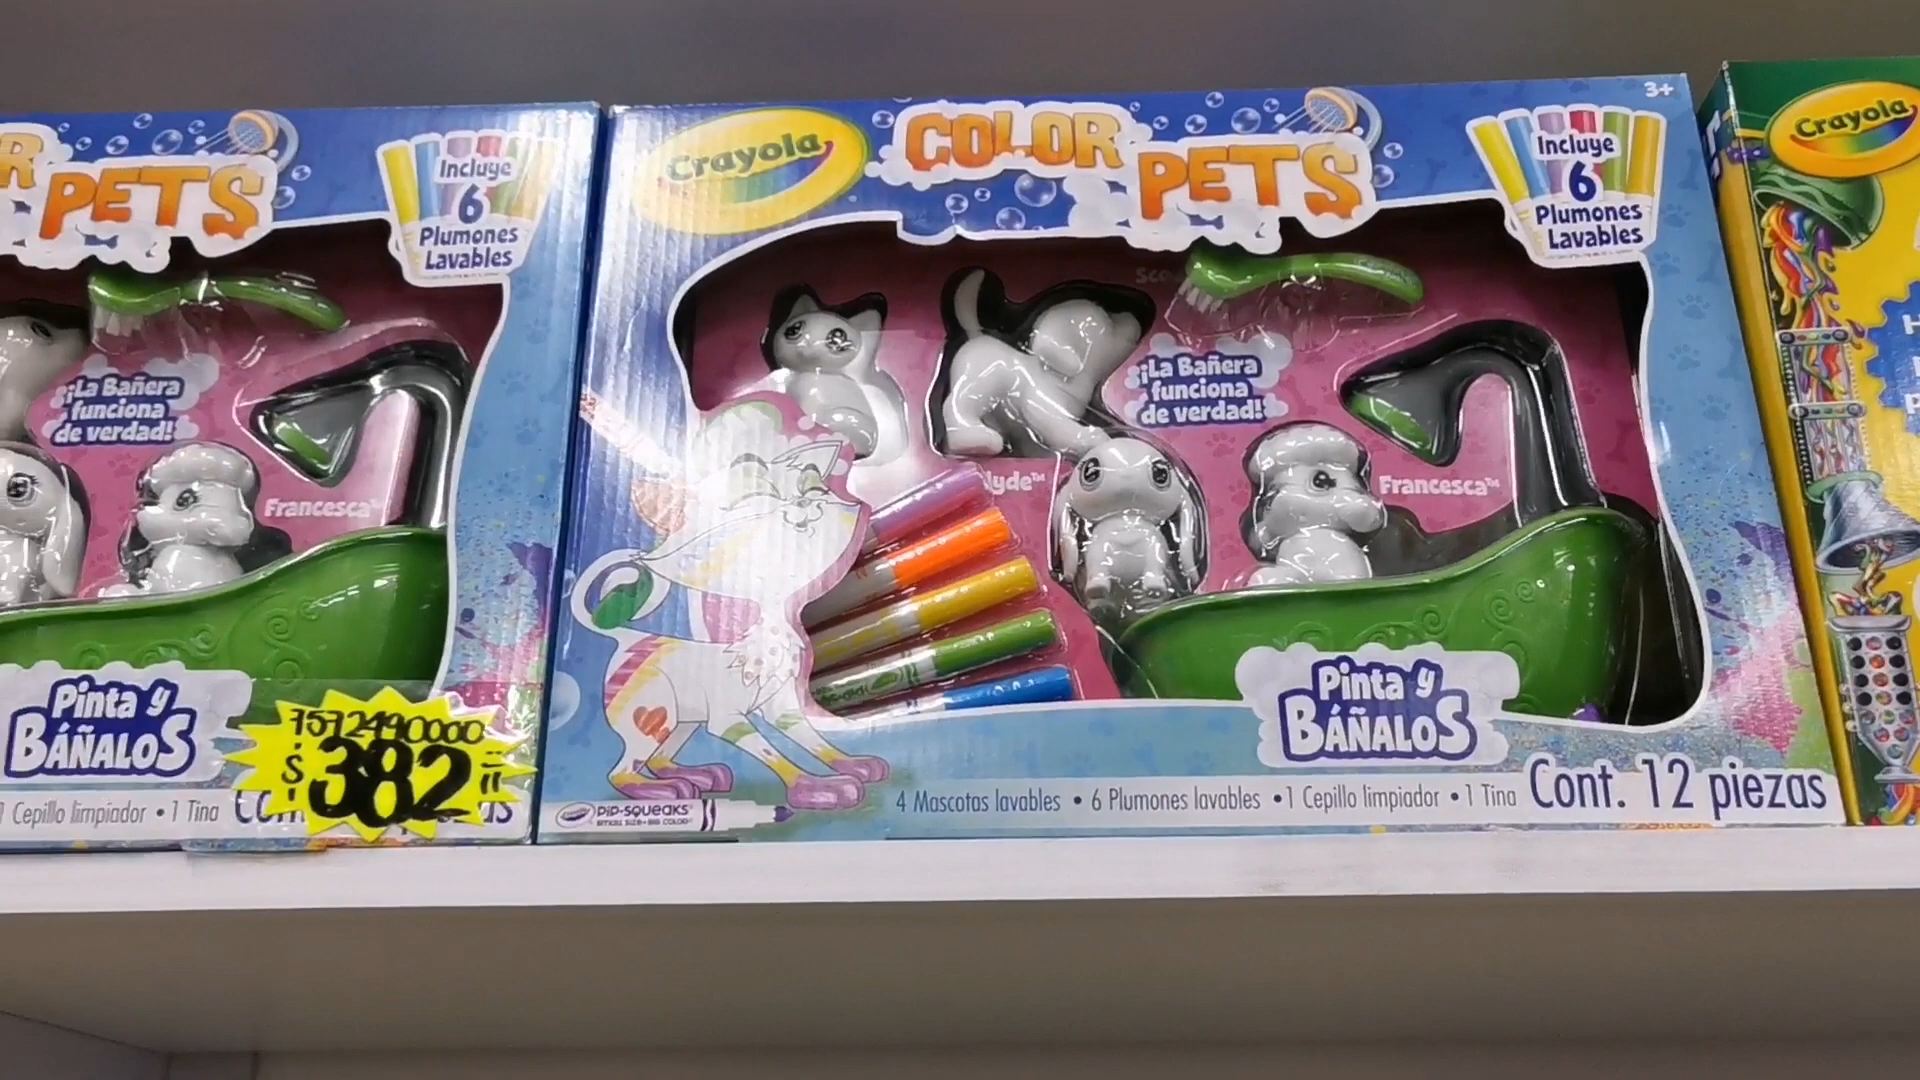 PETS
Incluye
6
Plumones
Lavables
¡La Bañera
funciona
de verdad!
Francesca™
Pinta y
BÁÑALOS
7572490000
$382
Cepillo limpiador • 1 Tina
Crayola
COLOR
PETS
3+
Incluye
6
Plumones
Lavables
¡La Bañera
funciona
de verdad!
Francesca™
Pinta y
BÁÑALOS
PIP-SQUEAKS
4 Mascotas lavables • 6 Plumones lavables • 1 Cepillo limpiador • 1 Tina
Cont. 12 piezas
Crayola